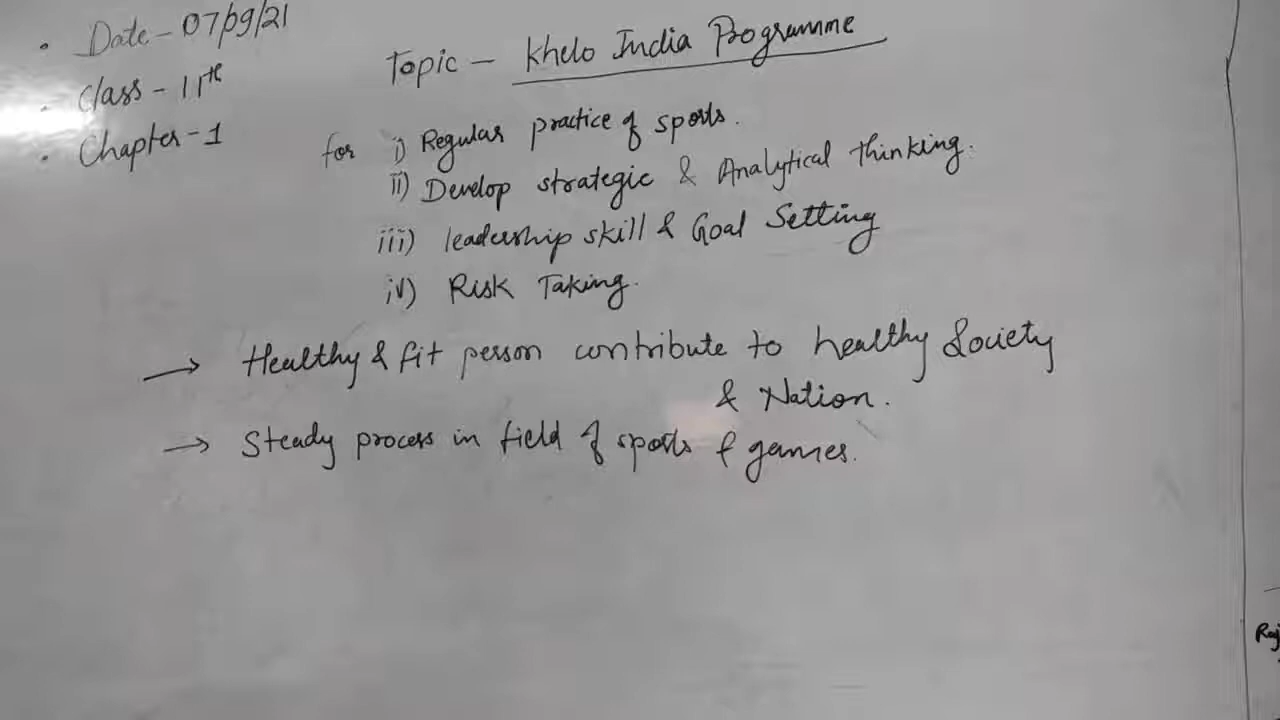 • Date - 07/09/21
• Class - 11th
• Chapter - 1
Topic - Khelo India Programme
for i) Regular practice of sports.
ii) Develop strategic & Analytical thinking.
iii) leadership skill & Goal Setting
iv) Risk Taking.
→ Healthy & fit person contribute to healthy Society
& Nation.
→ Steady process in field of sports & games.
Raj